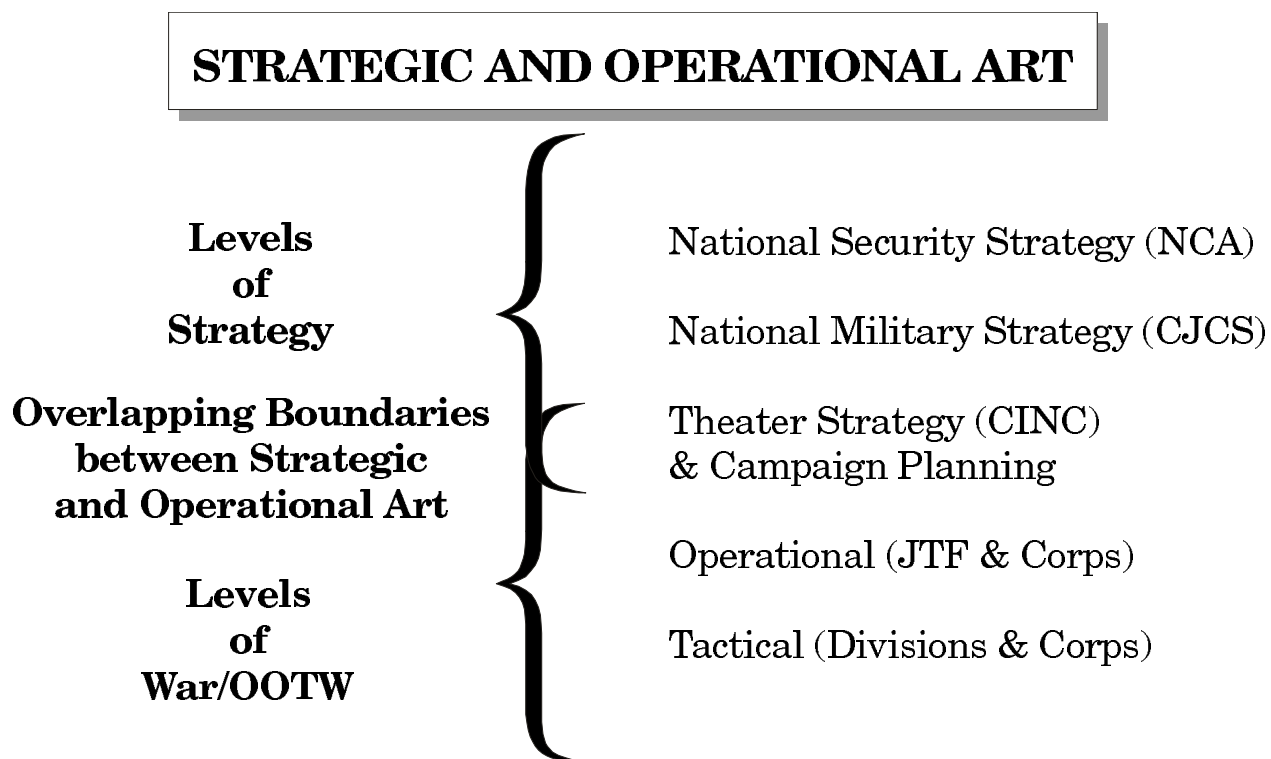 STRATEGIC AND OPERATIONAL ART
Levels
of
Strategy
National Security Strategy (NCA)
National Military Strategy (CJCS)
Overlapping Boundaries
between Strategic
and Operational Art
Theater Strategy (CINC)
& Campaign Planning
Levels
of
War/OOTW
Operational (JTF & Corps)
Tactical (Divisions & Corps)